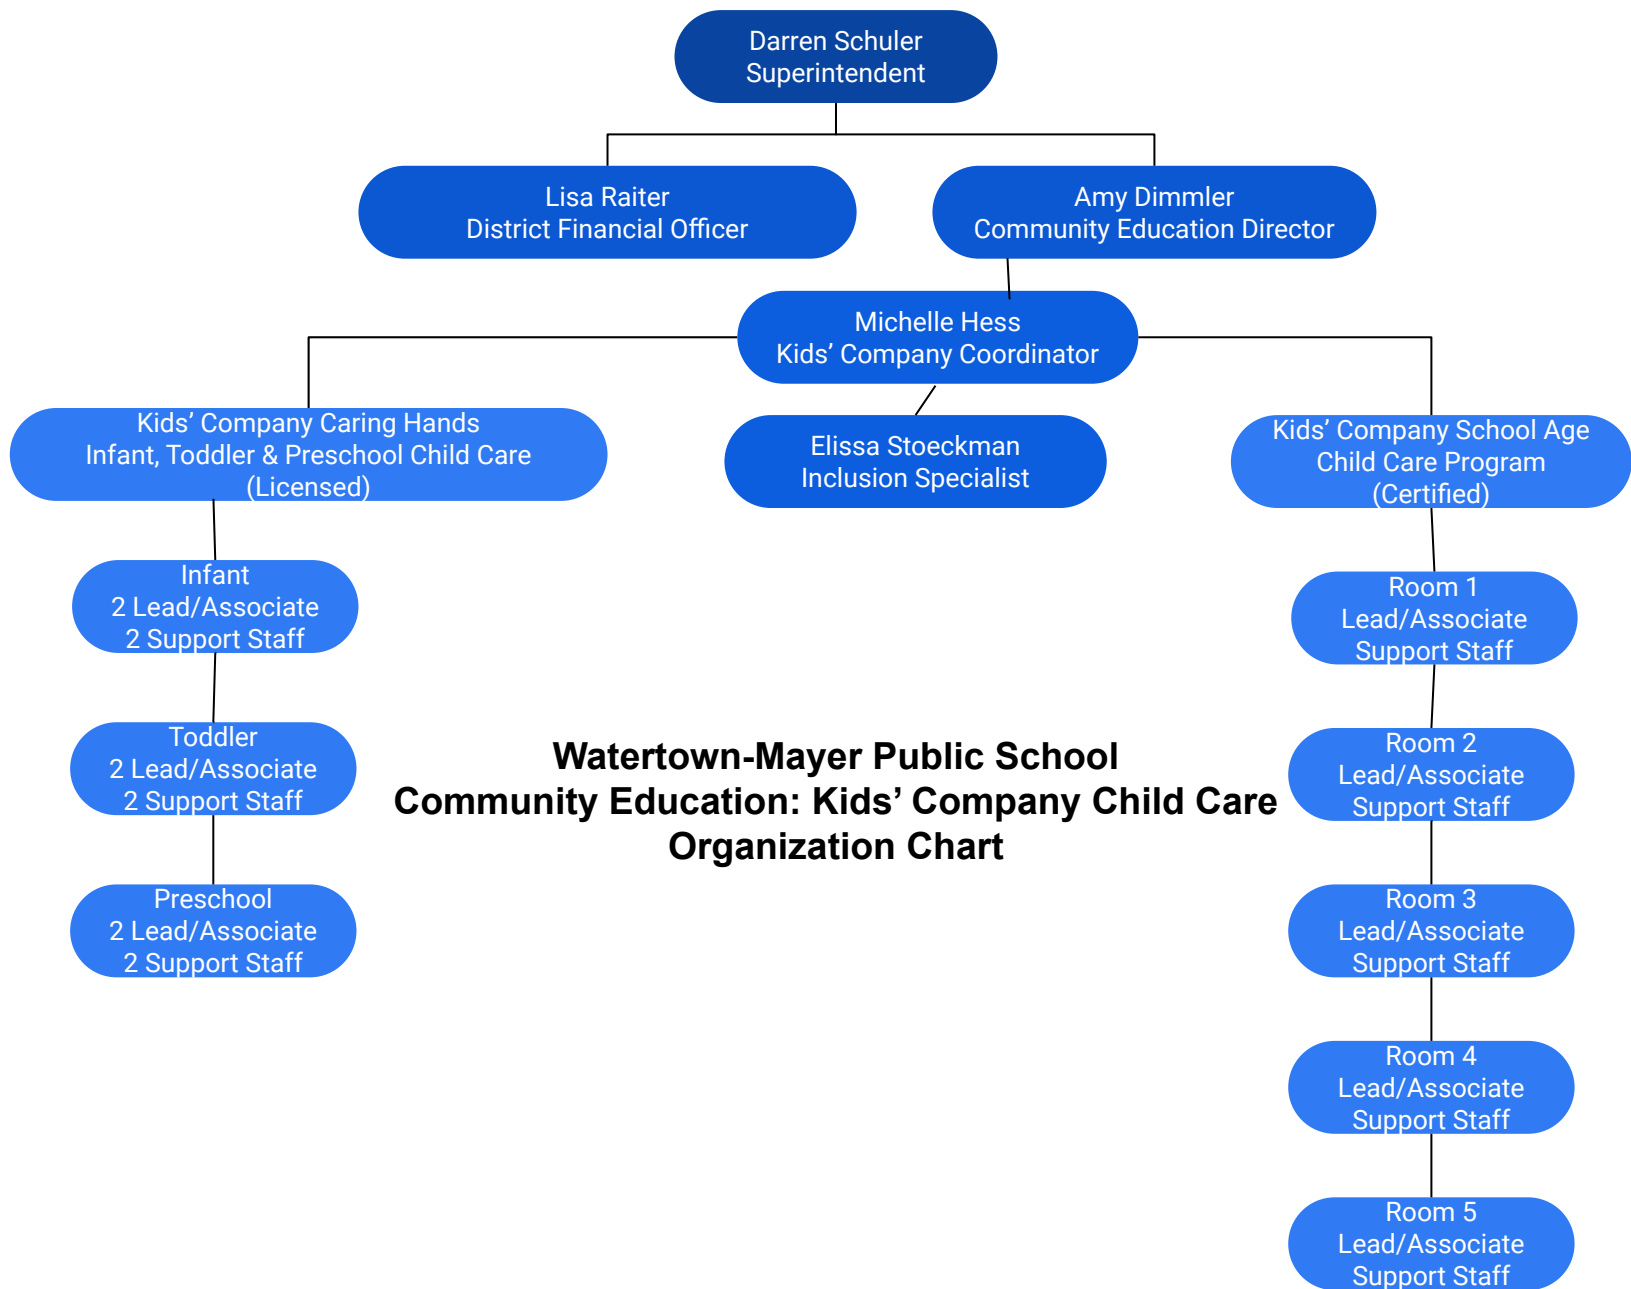 Darren Schuler
Superintendent
Lisa Raiter
District Financial Officer
Amy Dimmler
Community Education Director
Michelle Hess
Kids’ Company Coordinator
Kids’ Company Caring Hands
Infant, Toddler & Preschool Child Care
(Licensed)
Elissa Stoeckman
Inclusion Specialist
Kids’ Company School Age
Child Care Program
(Certified)
Infant
2 Lead/Associate
2 Support Staff
Toddler
2 Lead/Associate
2 Support Staff
Preschool
2 Lead/Associate
2 Support Staff
Watertown-Mayer Public School
Community Education: Kids’ Company Child Care
Organization Chart
Room 1
Lead/Associate
Support Staff
Room 2
Lead/Associate
Support Staff
Room 3
Lead/Associate
Support Staff
Room 4
Lead/Associate
Support Staff
Room 5
Lead/Associate
Support Staff